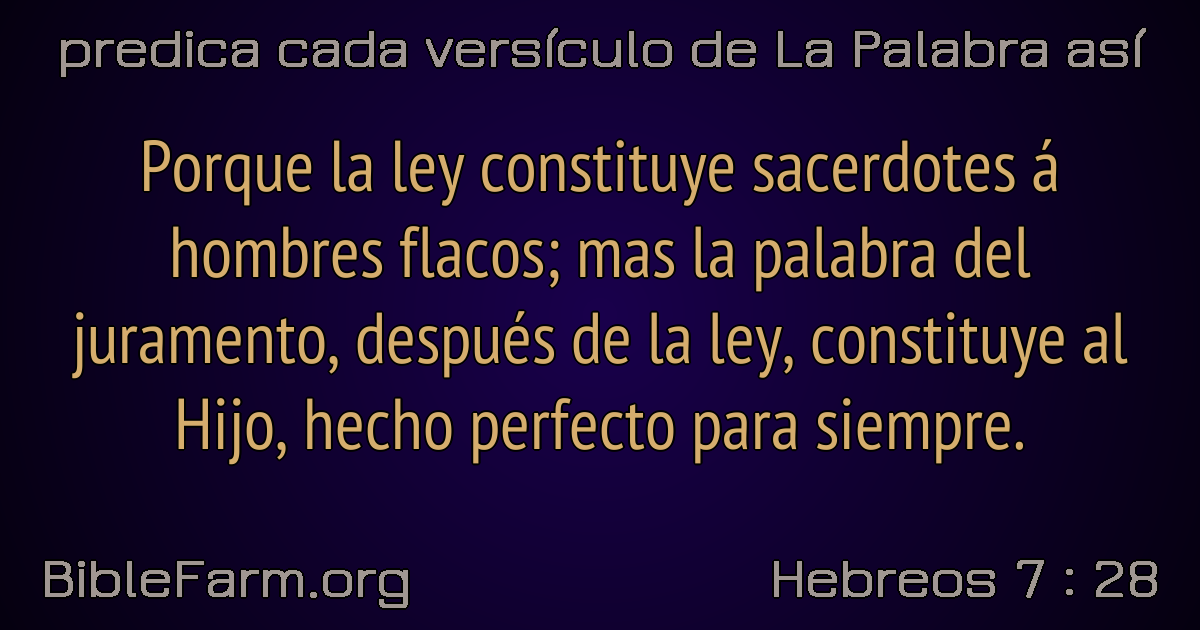 predica cada versículo de La Palabra así
Porque la ley constituye sacerdotes á
hombres flacos; mas la palabra del
juramento, después de la ley, constituye al
Hijo, hecho perfecto para siempre.
BibleFarm.org
Hebreos 7 : 28